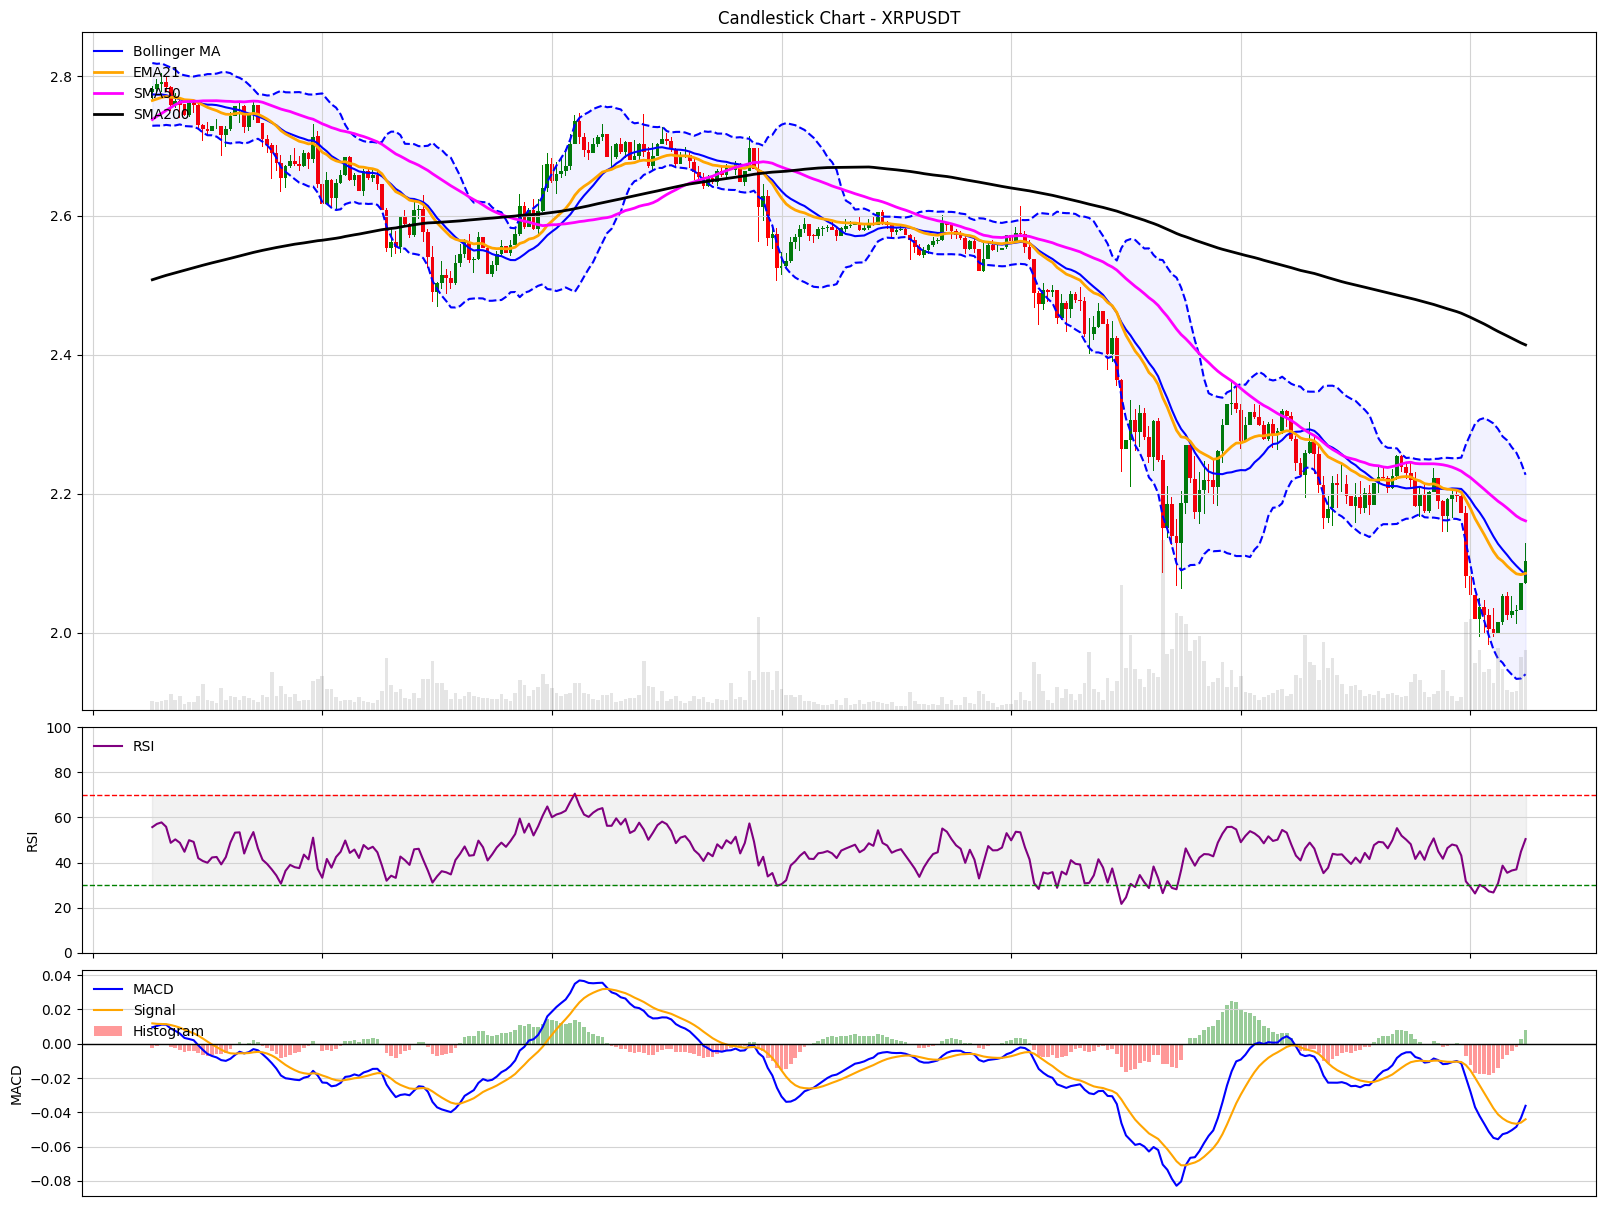 Candlestick Chart - XRPUSDT
Bollinger MA
EMA21
SMA50
SMA200
2.8
2.6
2.4
2.2
2.0
RSI
100
80
60
40
20
0
RSI
MACD
Signal
Histogram
0.04
0.02
0.00
−0.02
−0.04
−0.06
−0.08
MACD